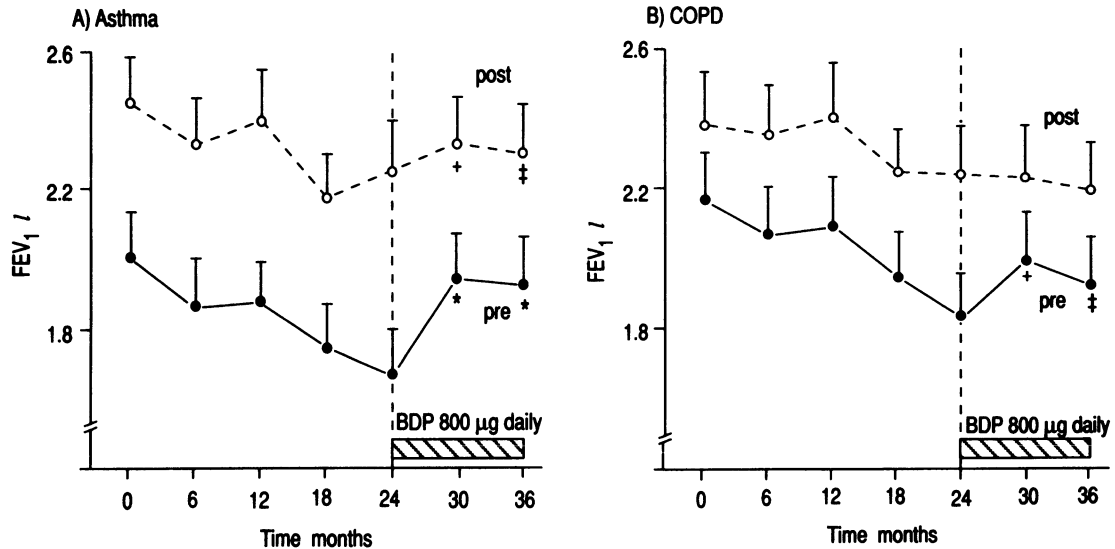 A) Asthma
2.6
2.2
1.8
FEV1 l
post
+
‡
pre
*
*
BDP 800 µg daily
0 6 12 18 24 30 36
Time months
B) COPD
2.6
2.2
1.8
FEV1 l
post
pre
+
‡
BDP 800 µg daily
0 6 12 18 24 30 36
Time months